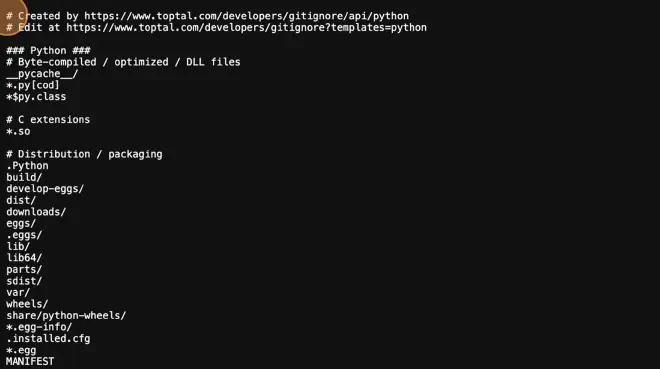 # Created by https://www.toptal.com/developers/gitignore/api/python
# Edit at https://www.toptal.com/developers/gitignore?templates=python
### Python ###
# Byte-compiled / optimized / DLL files
__pycache__/
*.py[cod]
*$py.class
# C extensions
*.so
# Distribution / packaging
.Python
build/
develop-eggs/
dist/
downloads/
eggs/
.eggs/
lib/
lib64/
parts/
sdist/
var/
wheels/
share/python-wheels/
*.egg-info/
.installed.cfg
*.egg
MANIFEST